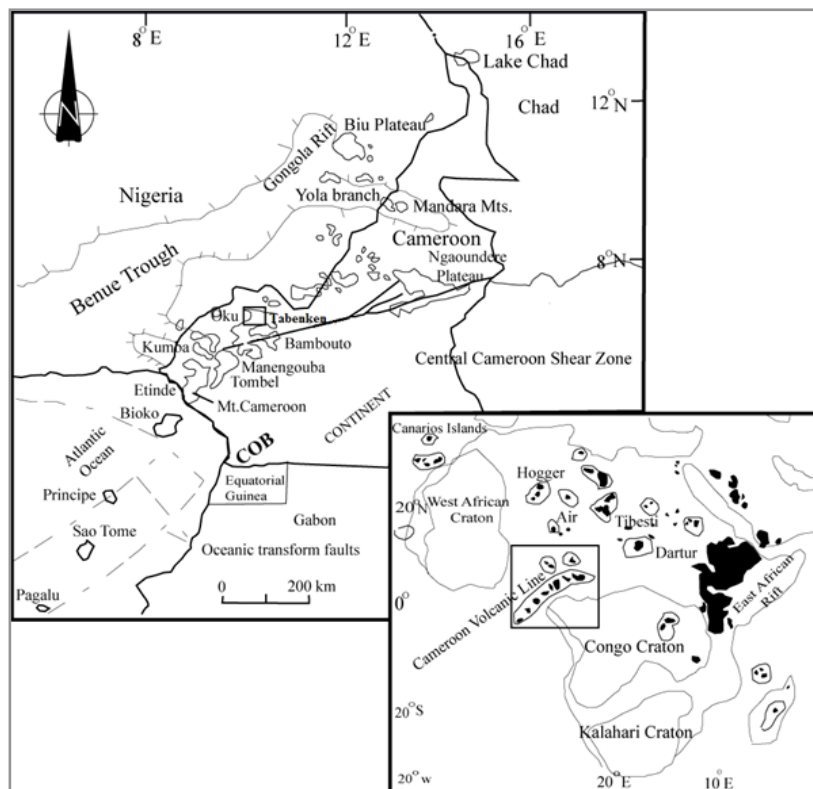 8°E 12°E 16°E
Lake Chad
Chad
12°N
N
Biu Plateau
Gongola Rift
Nigeria
Yola branch
Mandara Mts.
Cameroon
Benue Trough
Ngaoundere
Plateau
8°N
Oku
Tabenken
Kumba
Bambouto
Manengouba
Central Cameroon Shear Zone
Tombel
Etinde
Mt.Cameroon
Bioko
CONTINENT
COB
Atlantic
Ocean
Equatorial
Guinea
Principe
Gabon
Sao Tome
Oceanic transform faults
0 200 km
Pagalu
Canarios Islands
Hogger
20°N
West African
Craton
Air
Tibesti
Dartur
East African
Rift
Cameroon Volcanic Line
0°
Congo Craton
20°S
Kalahari Craton
20°w
20°E
10°E